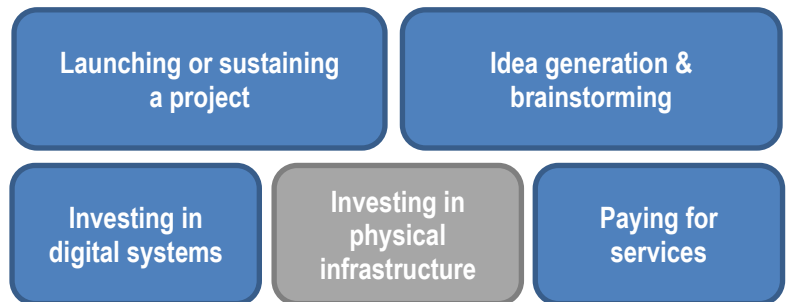 Launching or sustaining
a project
Idea generation &
brainstorming
Investing in
digital systems
Investing in
physical
infrastructure
Paying for
services